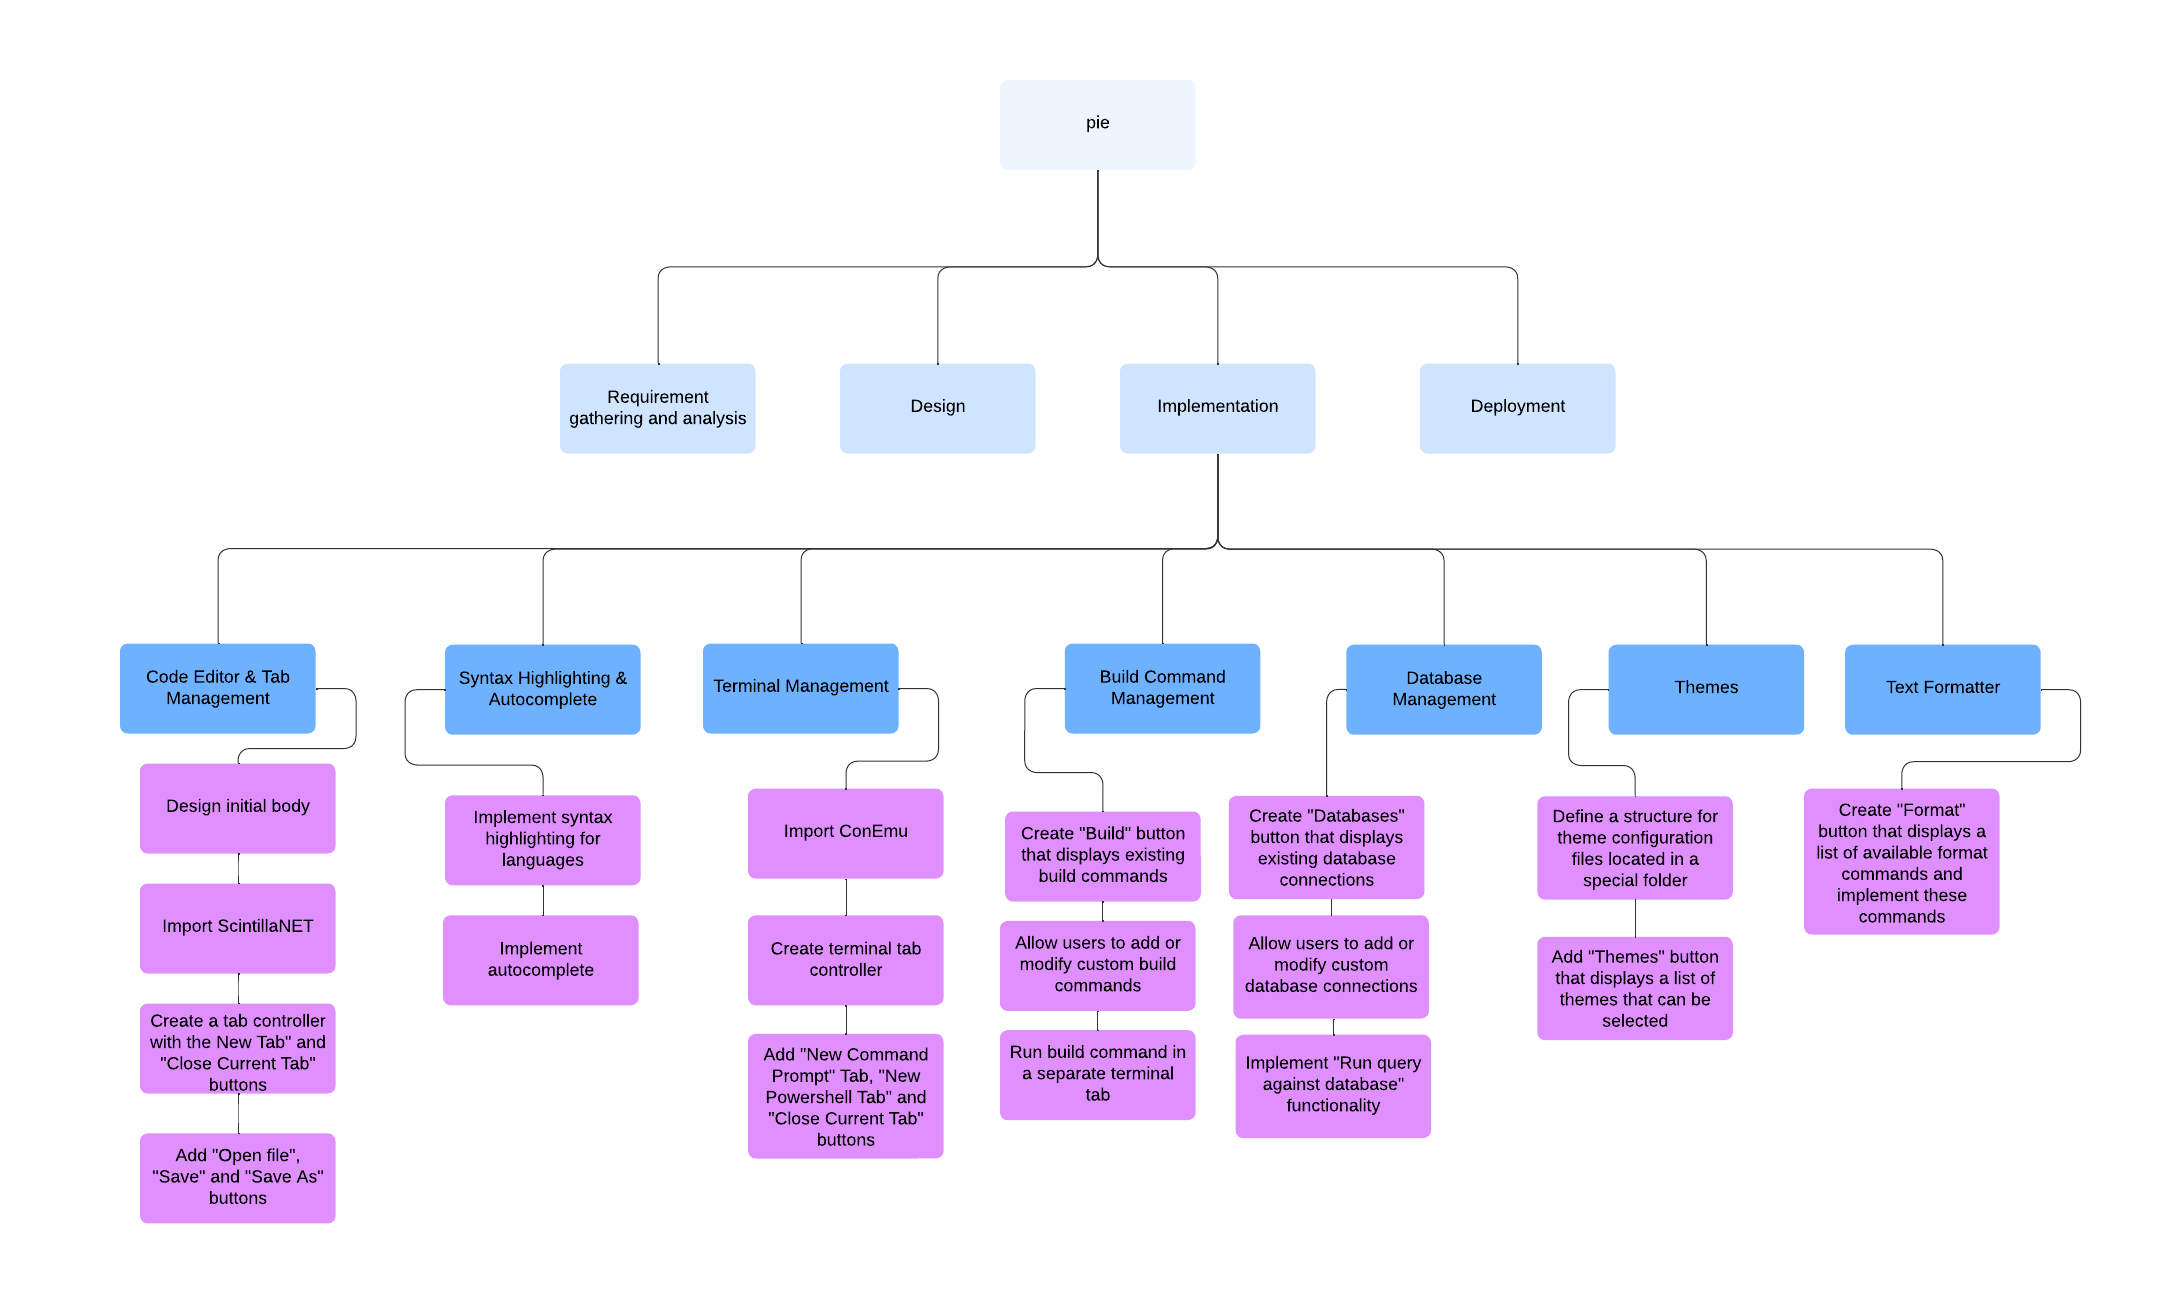 pie
Requirement
gathering and analysis
Design
Implementation
Deployment
Code Editor & Tab
Management
Design initial body
Import ScintillaNET
Create a tab controller
with the New Tab" and
"Close Current Tab"
buttons
Add "Open file",
"Save" and "Save As"
buttons
Syntax Highlighting &
Autocomplete
Implement syntax
highlighting for
languages
Implement
autocomplete
Terminal Management
Import ConEmu
Create terminal tab
controller
Add "New Command
Prompt" Tab, "New
Powershell Tab" and
"Close Current Tab"
buttons
Build Command
Management
Create "Build" button
that displays existing
build commands
Allow users to add or
modify custom build
commands
Run build command in
a separate terminal
tab
Database
Management
Create "Databases"
button that displays
existing database
connections
Allow users to add or
modify custom
database connections
Implement "Run query
against database"
functionality
Themes
Define a structure for
theme configuration
files located in a
special folder
Add "Themes" button
that displays a list of
themes that can be
selected
Text Formatter
Create "Format"
button that displays a
list of available format
commands and
implement these
commands